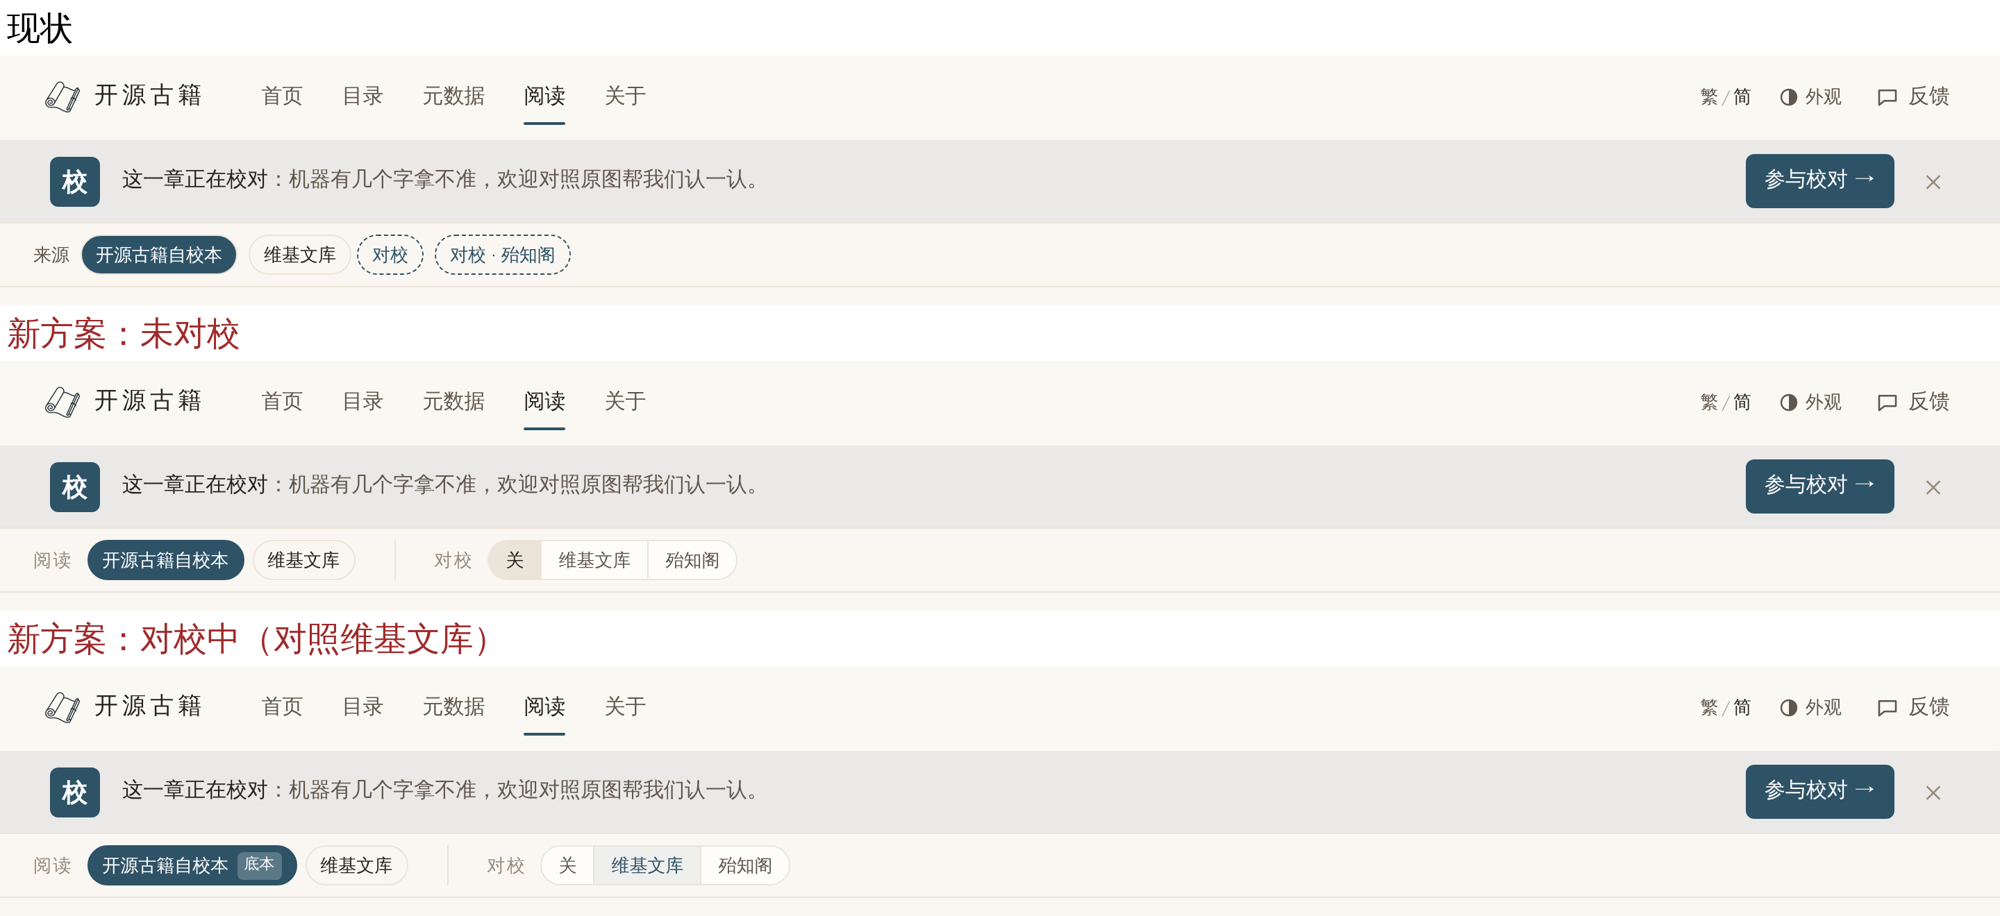 现状
开源古籍 首页 目录 元数据 阅读 关于 繁/简 外观 反馈
校 这一章正在校对：机器有几个字拿不准，欢迎对照原图帮我们认一认。 参与校对 → ×
来源 开源古籍自校本 维基文库 对校 对校 · 殆知阁
新方案：未对校
开源古籍 首页 目录 元数据 阅读 关于 繁/简 外观 反馈
校 这一章正在校对：机器有几个字拿不准，欢迎对照原图帮我们认一认。 参与校对 → ×
阅读 开源古籍自校本 维基文库 对校 关 维基文库 殆知阁
新方案：对校中（对照维基文库）
开源古籍 首页 目录 元数据 阅读 关于 繁/简 外观 反馈
校 这一章正在校对：机器有几个字拿不准，欢迎对照原图帮我们认一认。 参与校对 → ×
阅读 开源古籍自校本 底本 维基文库 对校 关 维基文库 殆知阁